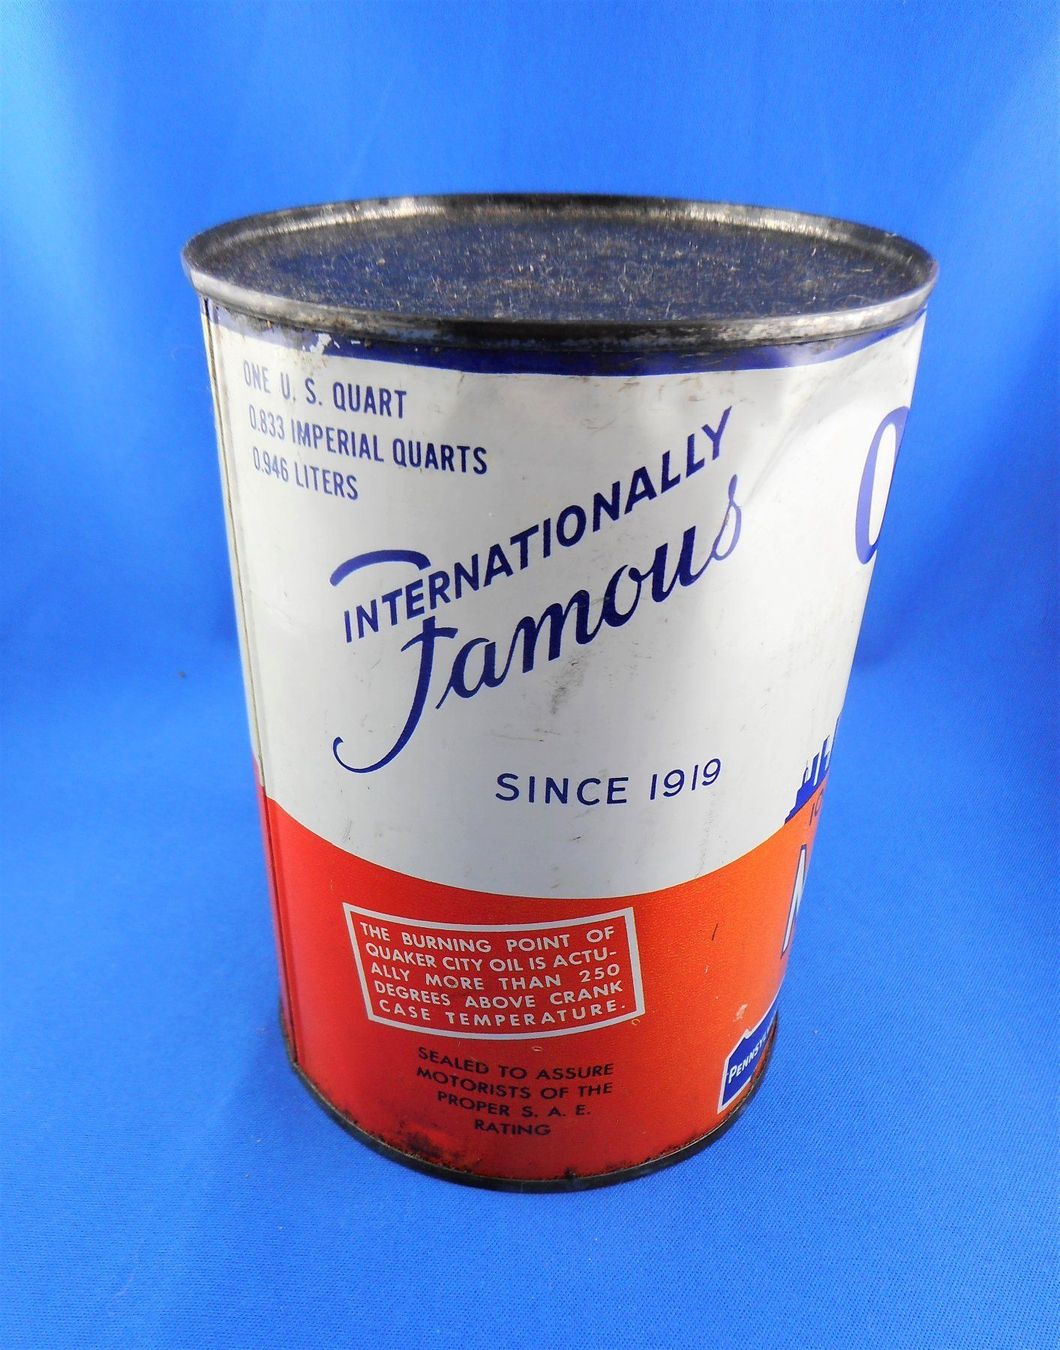 ONE U. S. QUART
0.833 IMPERIAL QUARTS
0.946 LITERS
INTERNATIONALLY
Famous
SINCE 1919
THE BURNING POINT OF
QUAKER CITY OIL IS ACTU-
ALLY MORE THAN 250
DEGREES ABOVE CRANK
CASE TEMPERATURE.
SEALED TO ASSURE
MOTORISTS OF THE
PROPER S. A. E.
RATING